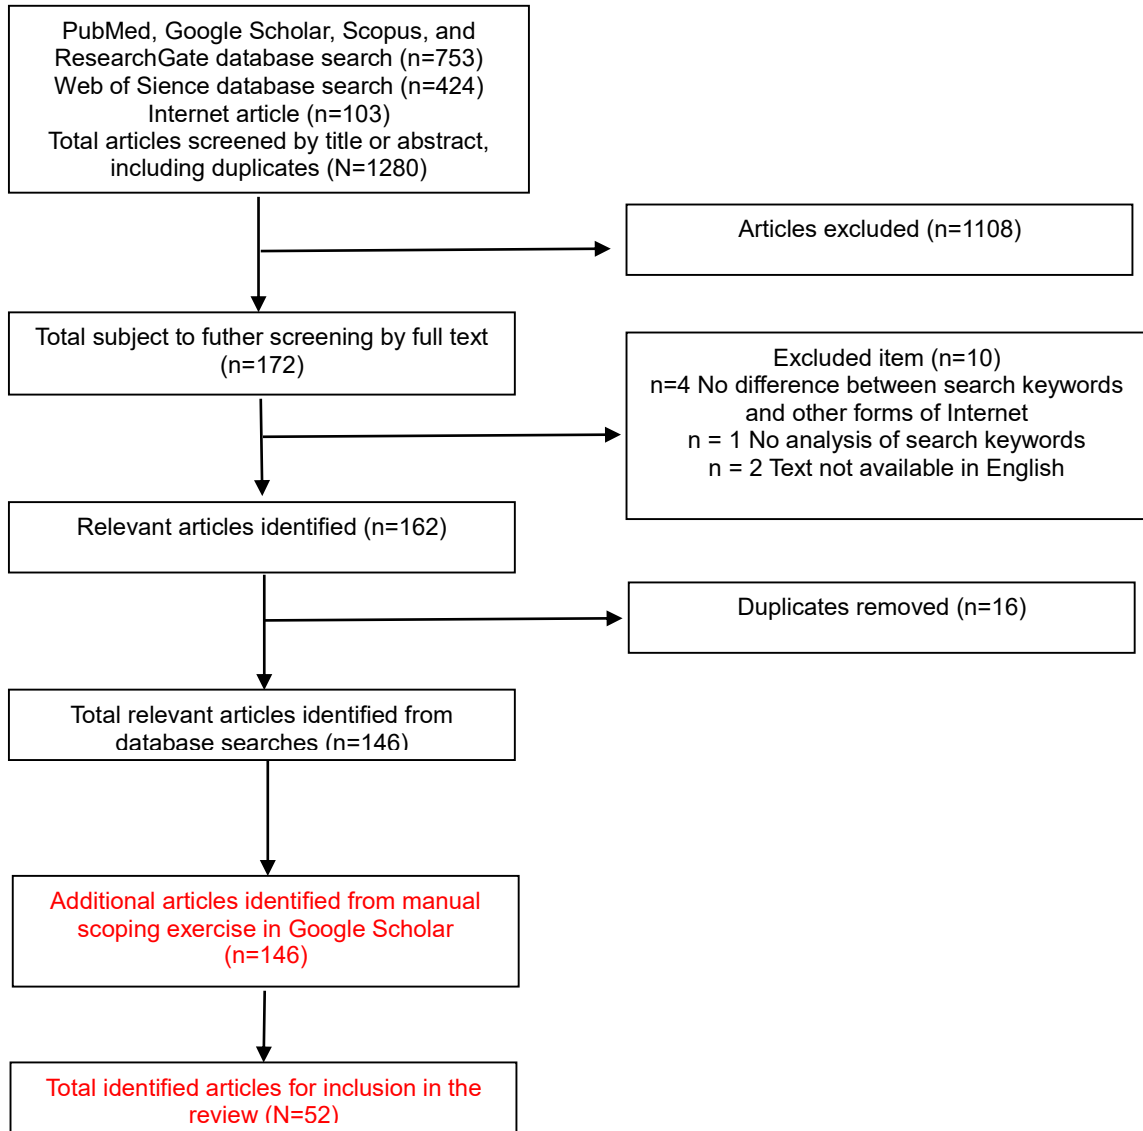 PubMed, Google Scholar, Scopus, and
ResearchGate database search (n=753)
Web of Sience database search (n=424)
Internet article (n=103)
Total articles screened by title or abstract,
including duplicates (N=1280)
Articles excluded (n=1108)
Total subject to futher screening by full text
(n=172)
Excluded item (n=10)
n=4 No difference between search keywords
and other forms of Internet
n = 1 No analysis of search keywords
n = 2 Text not available in English
Relevant articles identified (n=162)
Duplicates removed (n=16)
Total relevant articles identified from
database searches (n=146)
Additional articles identified from manual
scoping exercise in Google Scholar
(n=146)
Total identified articles for inclusion in the
review (N=52)